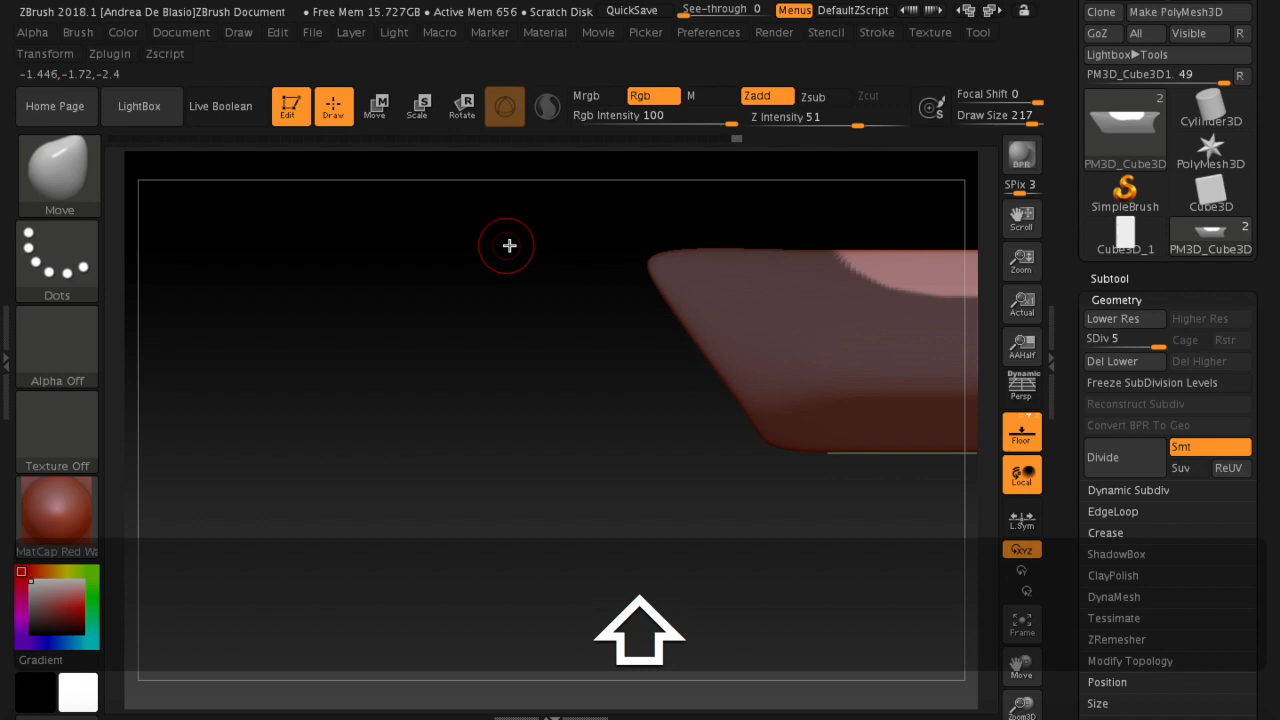 ZBrush 2018.1 [Andrea De Blasio]ZBrush Document • Free Mem 15.727GB • Active Mem 656 • Scratch Disk QuickSave See-through 0 Menus DefaultZScript
Alpha Brush Color Document Draw Edit File Layer Light Macro Marker Material Movie Picker Preferences Render Stencil Stroke Texture Tool
Transform Zplugin Zscript
-1.446,-1.72,-2.4
Home Page LightBox Live Boolean Edit Draw Move Scale Rotate
Mrgb Rgb M Zadd Zsub Zcut
Rgb Intensity 100 Z Intensity 51
S
Focal Shift 0
Draw Size 217
Move
Dots
Alpha Off
Texture Off
MatCap Red Wa
Gradient
BPR
SPix 3
Scroll
Zoom
Actual
AAHalf
Dynamic
Persp
Floor
Local
L.Sym
XYZ
Frame
Move
Zoom3D
Clone Make PolyMesh3D
GoZ All Visible R
Lightbox►Tools
PM3D_Cube3D1. 49 R
2
PM3D_Cube3D
Cylinder3D
PolyMesh3D
SimpleBrush
Cube3D
Cube3D_1
2
PM3D_Cube3D
Subtool
Geometry
Lower Res Higher Res
SDiv 5 Cage Rstr
Del Lower Del Higher
Freeze SubDivision Levels
Reconstruct Subdiv
Convert BPR To Geo
Divide Smt
Suv ReUV
Dynamic Subdiv
EdgeLoop
Crease
ShadowBox
ClayPolish
DynaMesh
Tessimate
ZRemesher
Modify Topology
Position
Size